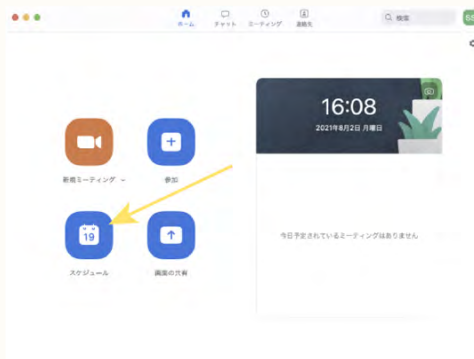 ホーム
チャット
ミーティング
連絡先
検索
SS
16:08
2021年8月2日 月曜日
新規ミーティング
参加
19
スケジュール
画面の共有
今日予定されているミーティングはありません